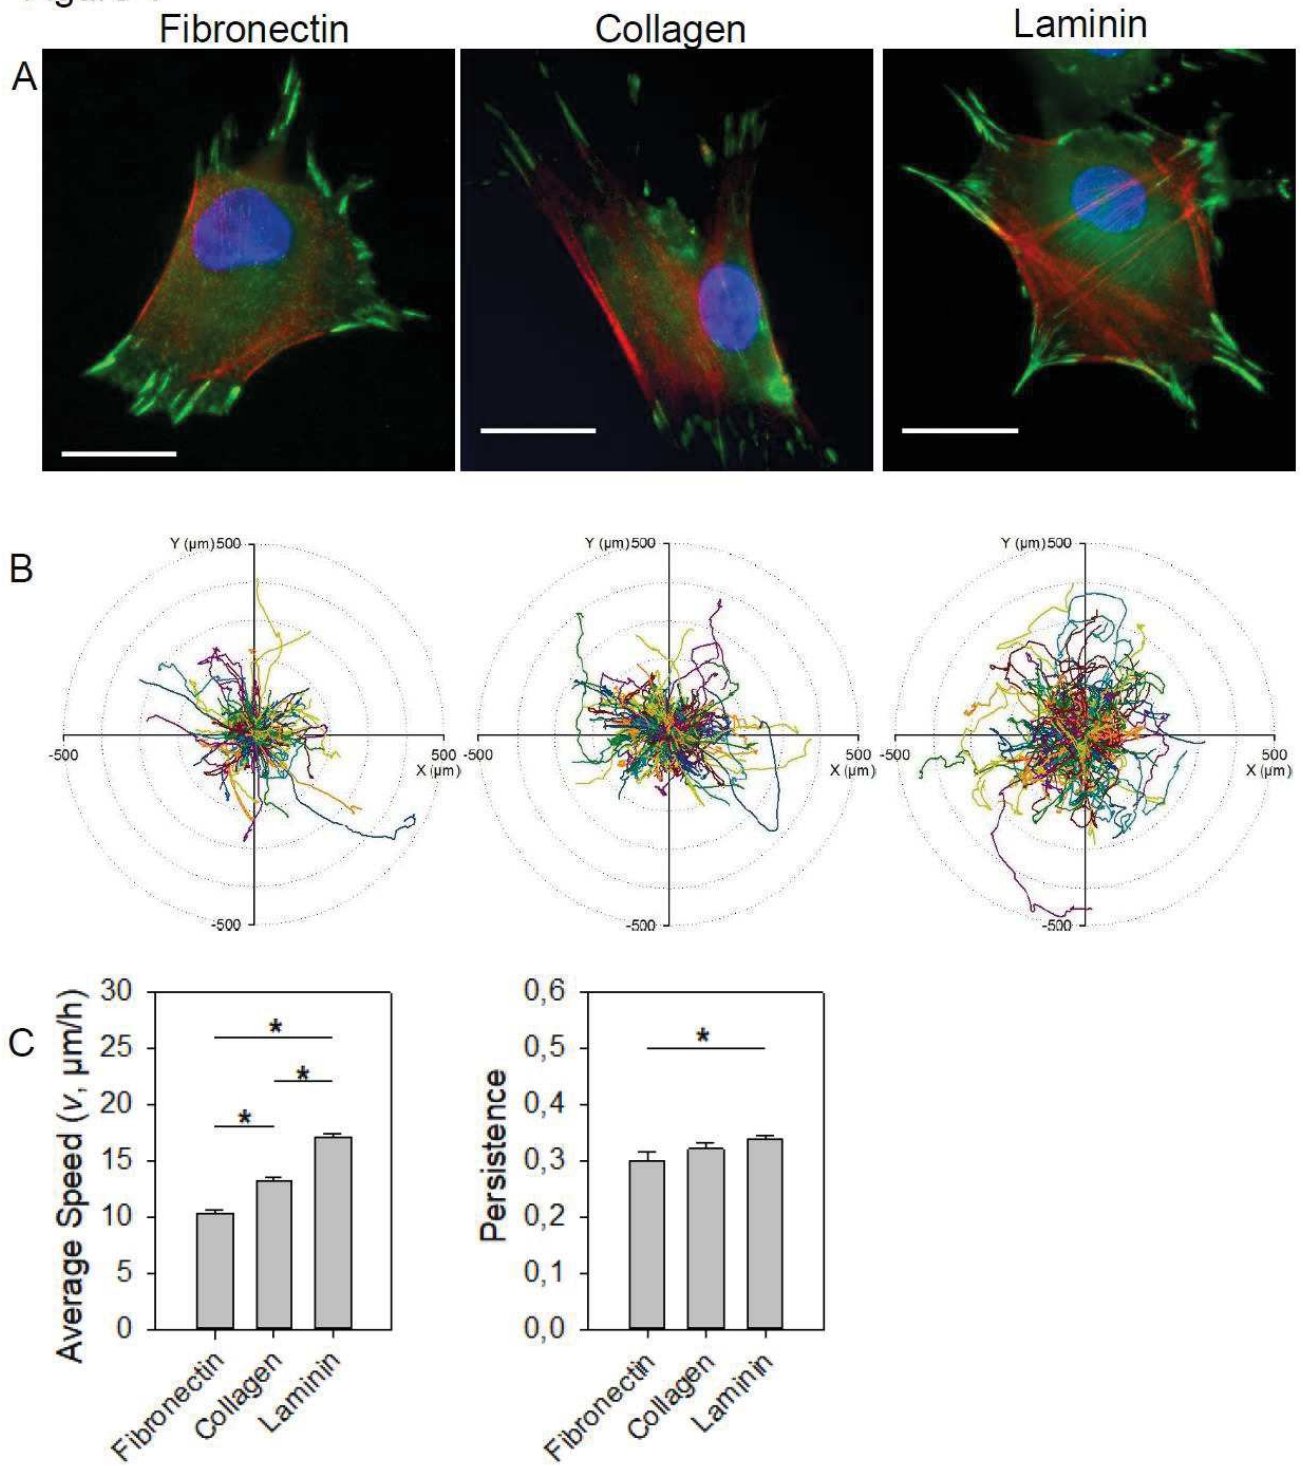 Fibronectin Collagen Laminin
A
B
Y (µm) 500 Y (µm) 500 Y (µm) 500
-500 500 -500 500 -500 500
X (µm) X (µm) X (µm)
-500 -500 -500
C
Average Speed (v, µm/h)
30
25
20
15
10
5
0
* * *
Fibronectin
Collagen
Laminin
Persistence
0,6
0,5
0,4
0,3
0,2
0,1
0,0
*
Fibronectin
Collagen
Laminin